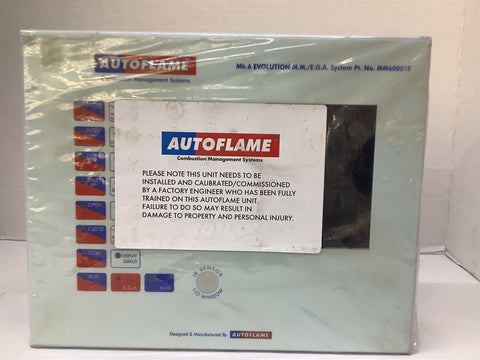 AUTOFLAME
Combustion Management Systems
Mk.6 EVOLUTION M.M./E.G.A. System Pt. No. MM60001E
AUTOFLAME
Combustion Management Systems
PLEASE NOTE THIS UNIT NEEDS TO BE
INSTALLED AND CALIBRATED/COMMISSIONED
BY A FACTORY ENGINEER WHO HAS BEEN FULLY
TRAINED ON THIS AUTOFLAME UNIT.
FAILURE TO DO SO MAY RESULT IN
DAMAGE TO PROPERTY AND PERSONAL INJURY.
OPEN
CLOSE
COM
DISPLAY
STATUS
RUN
E.G.A.
M.M.
IR SENSOR
I/O WINDOW
Designed & Manufactured By AUTOFLAME